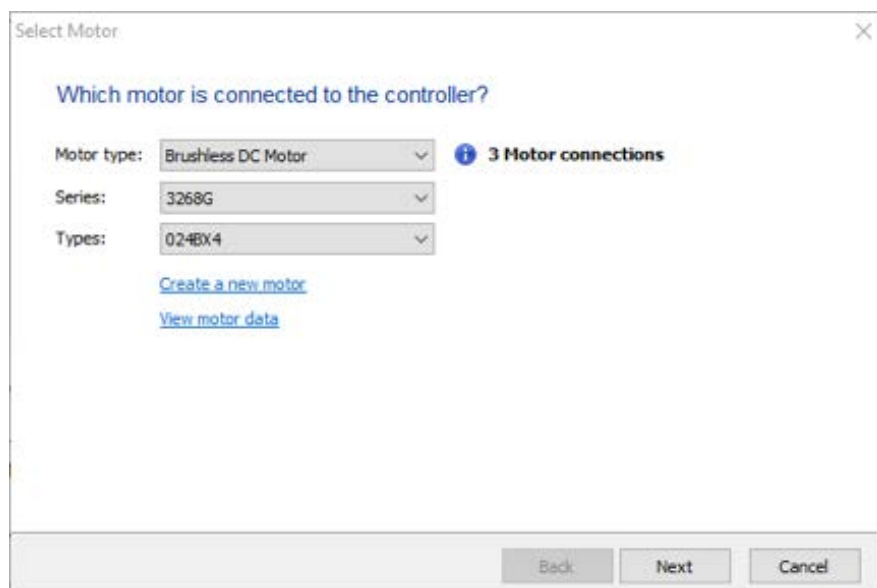 Select Motor
Which motor is connected to the controller?
Motor type: Brushless DC Motor 3 Motor connections
Series: 3268G
Types: 024BX4
Create a new motor
View motor data
Back Next Cancel